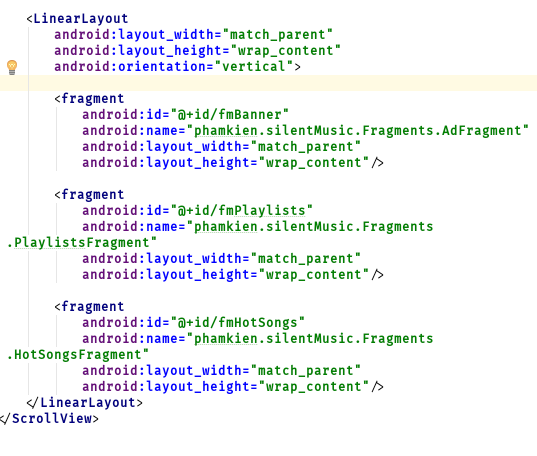 <LinearLayout
android:layout_width="match_parent"
android:layout_height="wrap_content"
android:orientation="vertical">
<fragment
android:id="@+id/fmBanner"
android:name="phamkien.silentMusic.Fragments.AdFragment"
android:layout_width="match_parent"
android:layout_height="wrap_content"/>
<fragment
android:id="@+id/fmPlaylists"
android:name="phamkien.silentMusic.Fragments
.PlaylistsFragment"
android:layout_width="match_parent"
android:layout_height="wrap_content"/>
<fragment
android:id="@+id/fmHotSongs"
android:name="phamkien.silentMusic.Fragments
.HotSongsFragment"
android:layout_width="match_parent"
android:layout_height="wrap_content"/>
</LinearLayout>
</ScrollView>